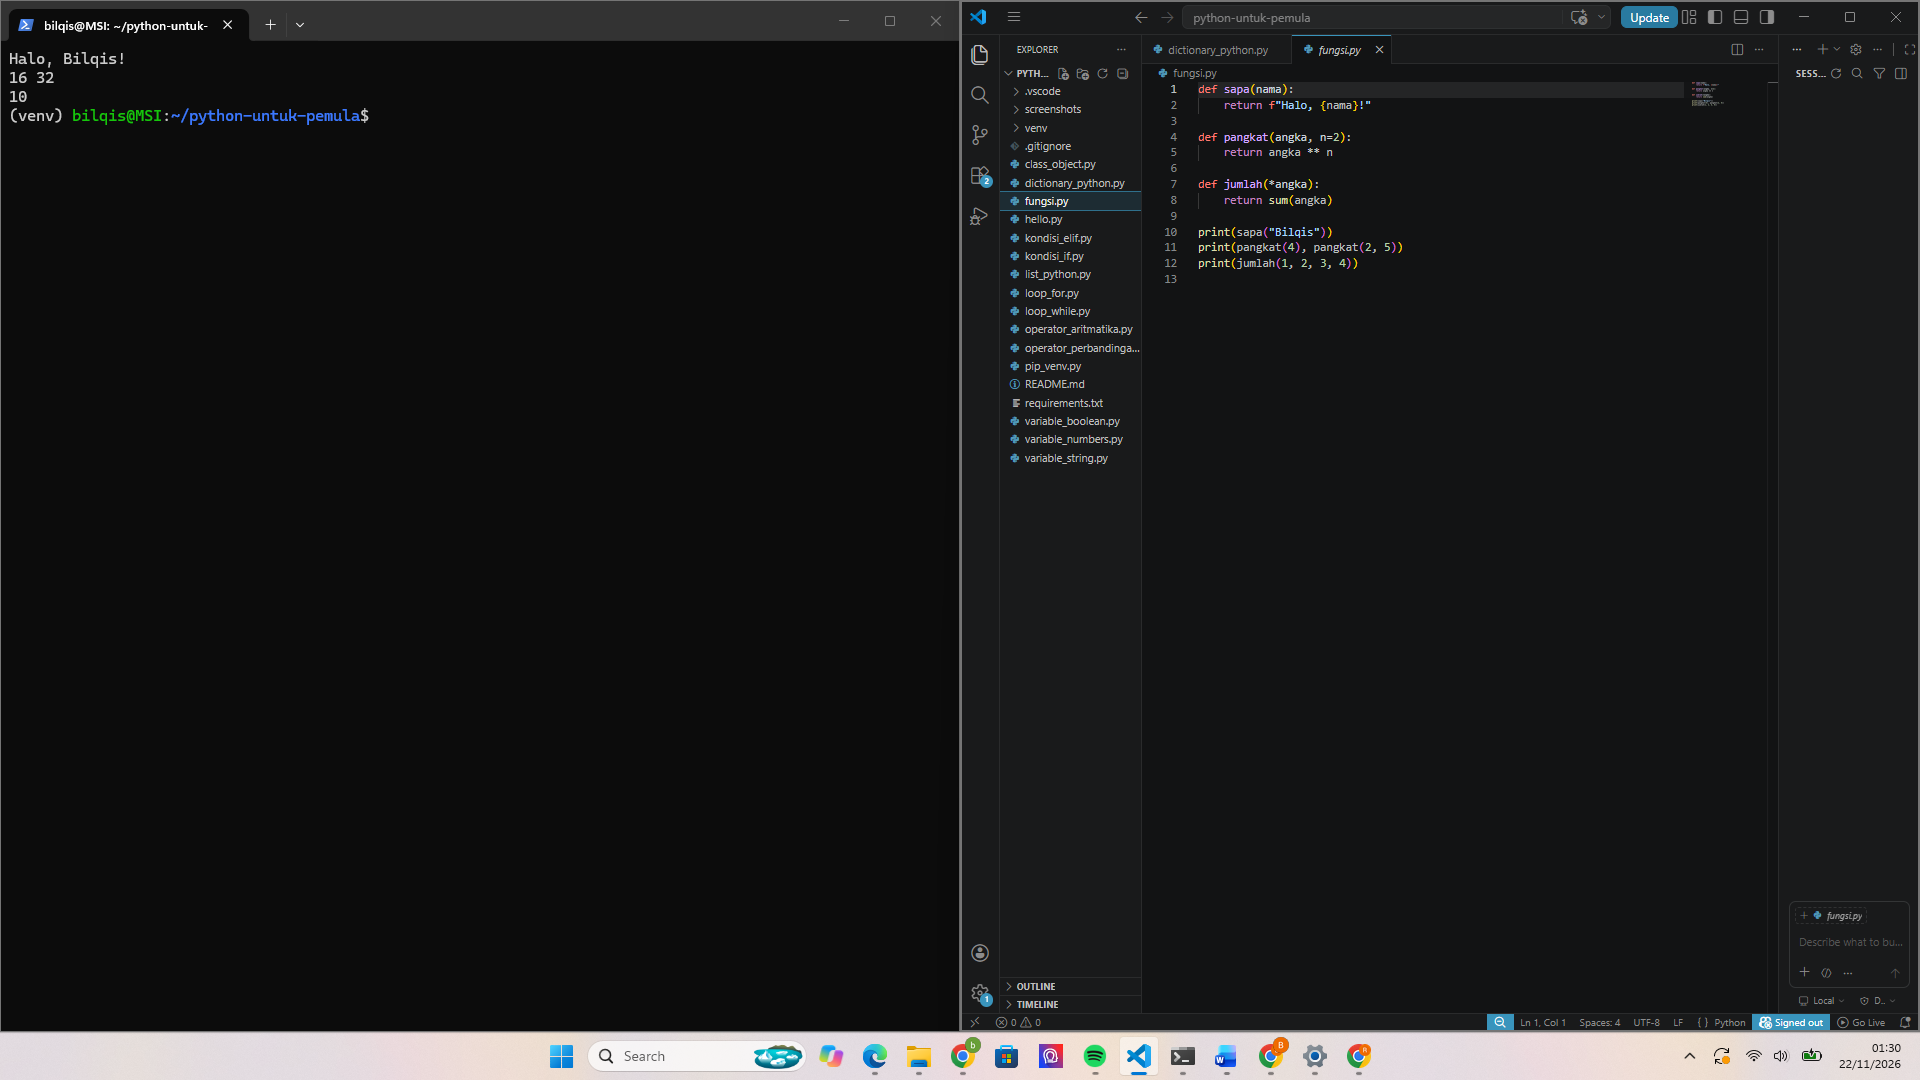 bilqis@MSI: ~/python-untuk-
Halo, Bilqis!
16 32
10
(venv) bilqis@MSI:~/python-untuk-pemula$
python-untuk-pemula
Update
EXPLORER
PYTH...
.vscode
screenshots
venv
.gitignore
class_object.py
dictionary_python.py
fungsi.py
hello.py
kondisi_elif.py
kondisi_if.py
list_python.py
loop_for.py
loop_while.py
operator_aritmatika.py
operator_perbandinga...
pip_venv.py
README.md
requirements.txt
variable_boolean.py
variable_numbers.py
variable_string.py
OUTLINE
TIMELINE
2
1
dictionary_python.py
fungsi.py
fungsi.py
1 def sapa(nama):
2 return f"Halo, {nama}!"
3
4 def pangkat(angka, n=2):
5 return angka ** n
6
7 def jumlah(*angka):
8 return sum(angka)
9
10 print(sapa("Bilqis"))
11 print(pangkat(4), pangkat(2, 5))
12 print(jumlah(1, 2, 3, 4))
13
SESS...
fungsi.py
Describe what to bu...
Local
D..
0 0
Ln 1, Col 1
Spaces: 4
UTF-8
LF
{ } Python
Signed out
Go Live
Search
b
B
01:30
22/11/2026